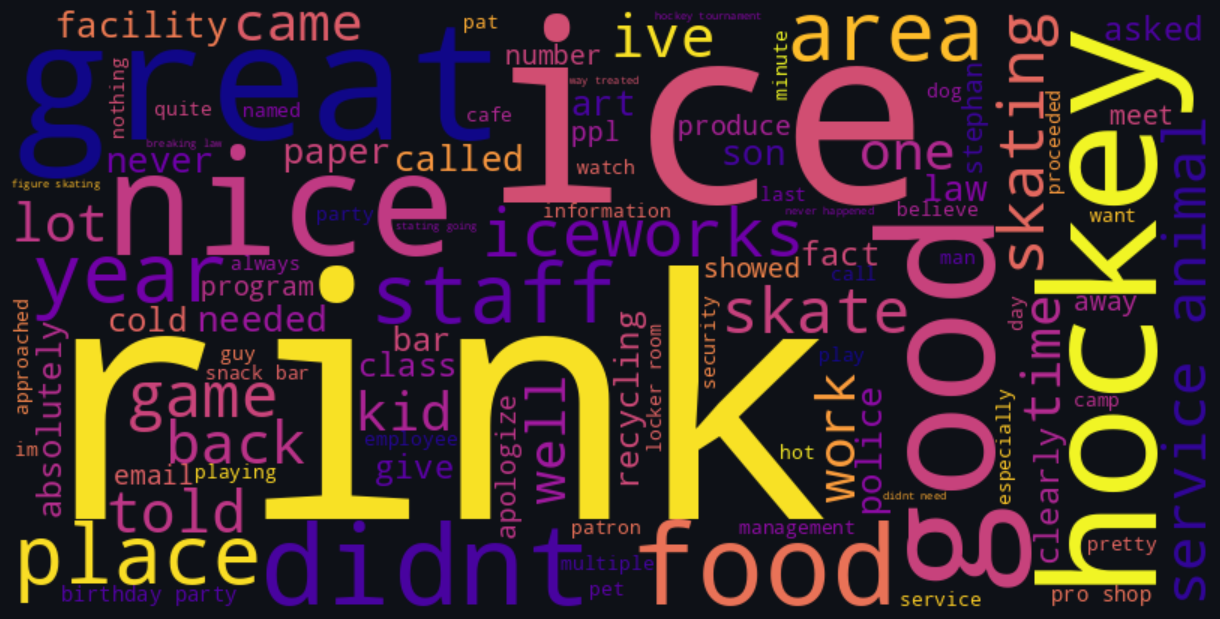 facility
came
pat
hockey tournament
ive
minute
area
skating
hockey
asked
great
ice
number
way treated
nothing
quite
named
cafe
art
ppl
produce
dog
stephan
proceeded
meet
breaking law
never
paper
called
watch
son
one
law
figure skating
nice
last
want
lot
party
stating going
information
never happened
believe
iceworks
good
fact
man
service animal
year
always
program
rink
staff
showed
call
skate
away
day
time
approached
absolutely
cold
needed
bar
recycling
locker room
security
guy
snack bar
class
play
game
kid
work
police
especially
clearly
camp
back
employee
give
apologize
well
hot
im
email
playing
told
didnt need
patron
management
pretty
place
didnt
food
multiple
pet
birthday party
service
pro shop